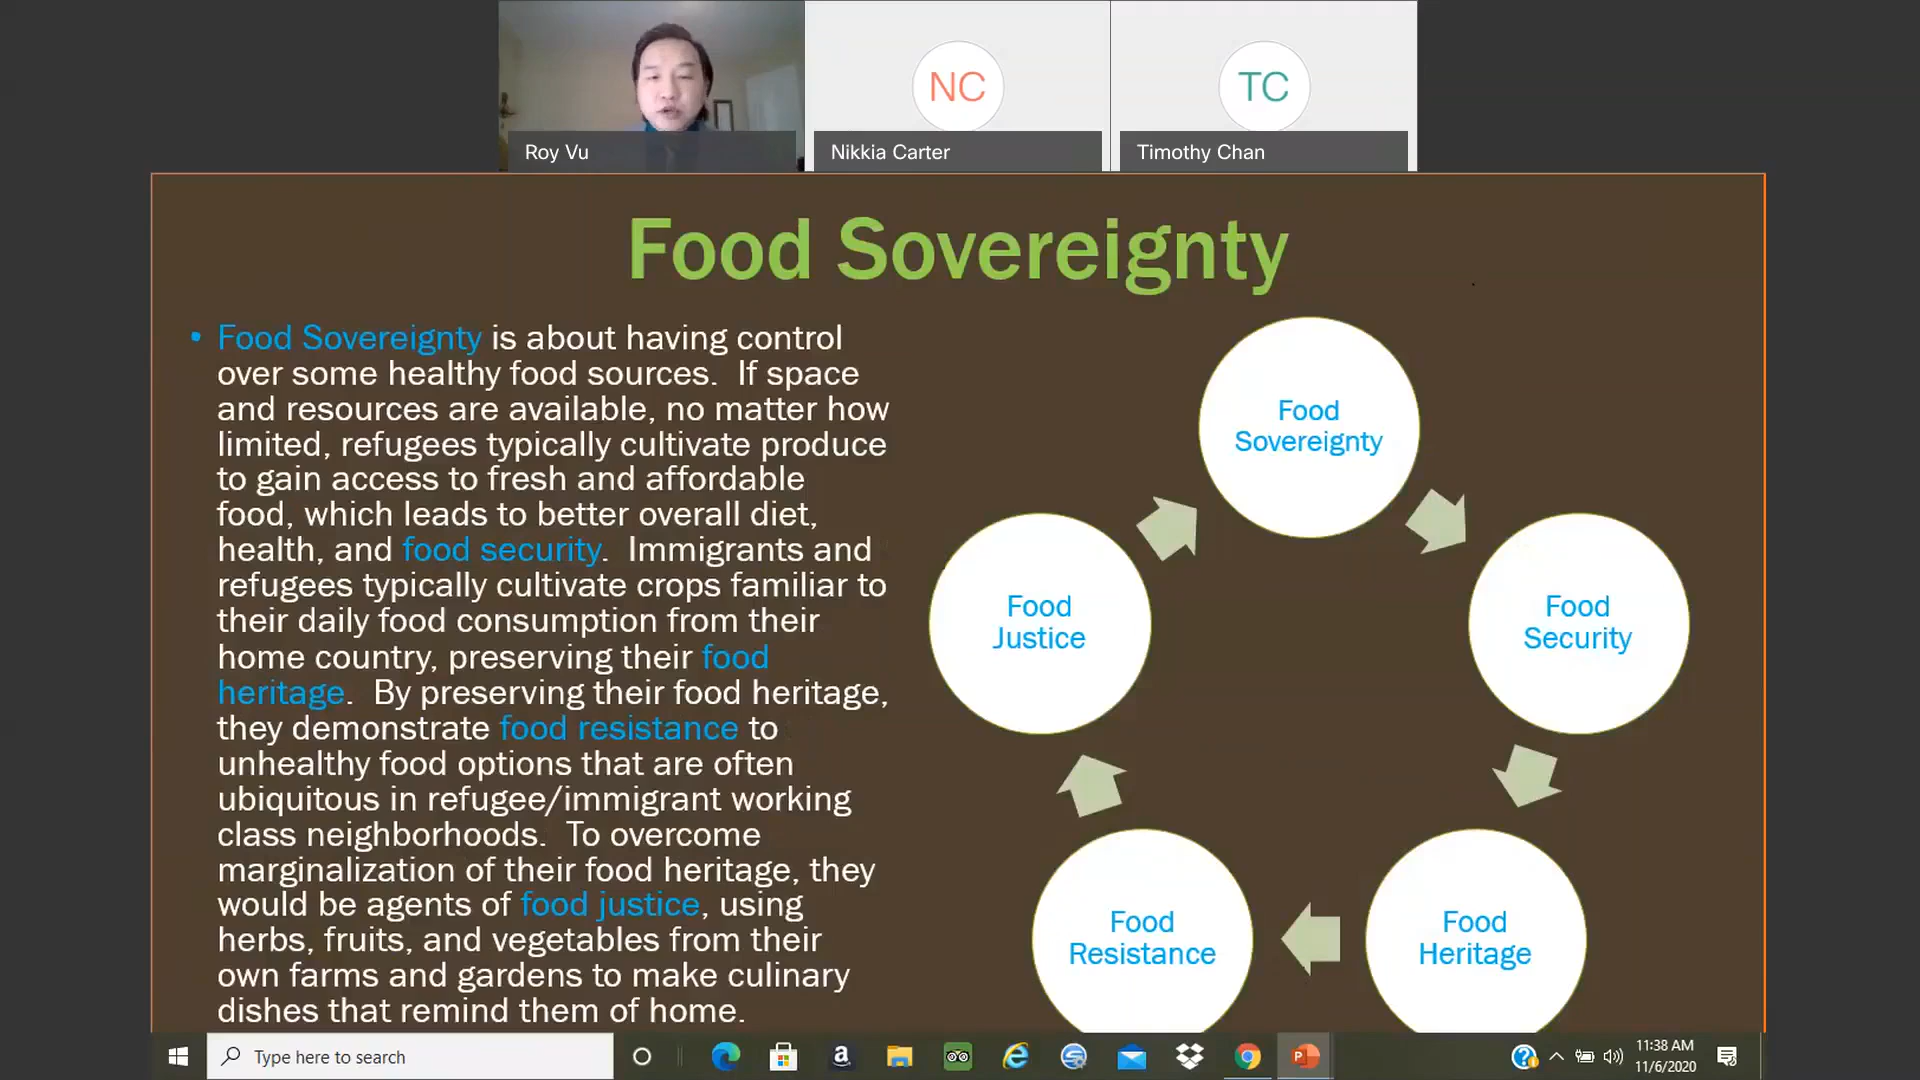 NC
TC
Roy Vu
Nikkia Carter
Timothy Chan
Food Sovereignty
• Food Sovereignty is about having control
over some healthy food sources. If space
and resources are available, no matter how
limited, refugees typically cultivate produce
to gain access to fresh and affordable
food, which leads to better overall diet,
health, and food security. Immigrants and
refugees typically cultivate crops familiar to
their daily food consumption from their
home country, preserving their food
heritage. By preserving their food heritage,
they demonstrate food resistance to
unhealthy food options that are often
ubiquitous in refugee/immigrant working
class neighborhoods. To overcome
marginalization of their food heritage, they
would be agents of food justice, using
herbs, fruits, and vegetables from their
own farms and gardens to make culinary
dishes that remind them of home.
Food
Sovereignty
Food
Security
Food
Heritage
Food
Resistance
Food
Justice
Type here to search
11:38 AM
11/6/2020